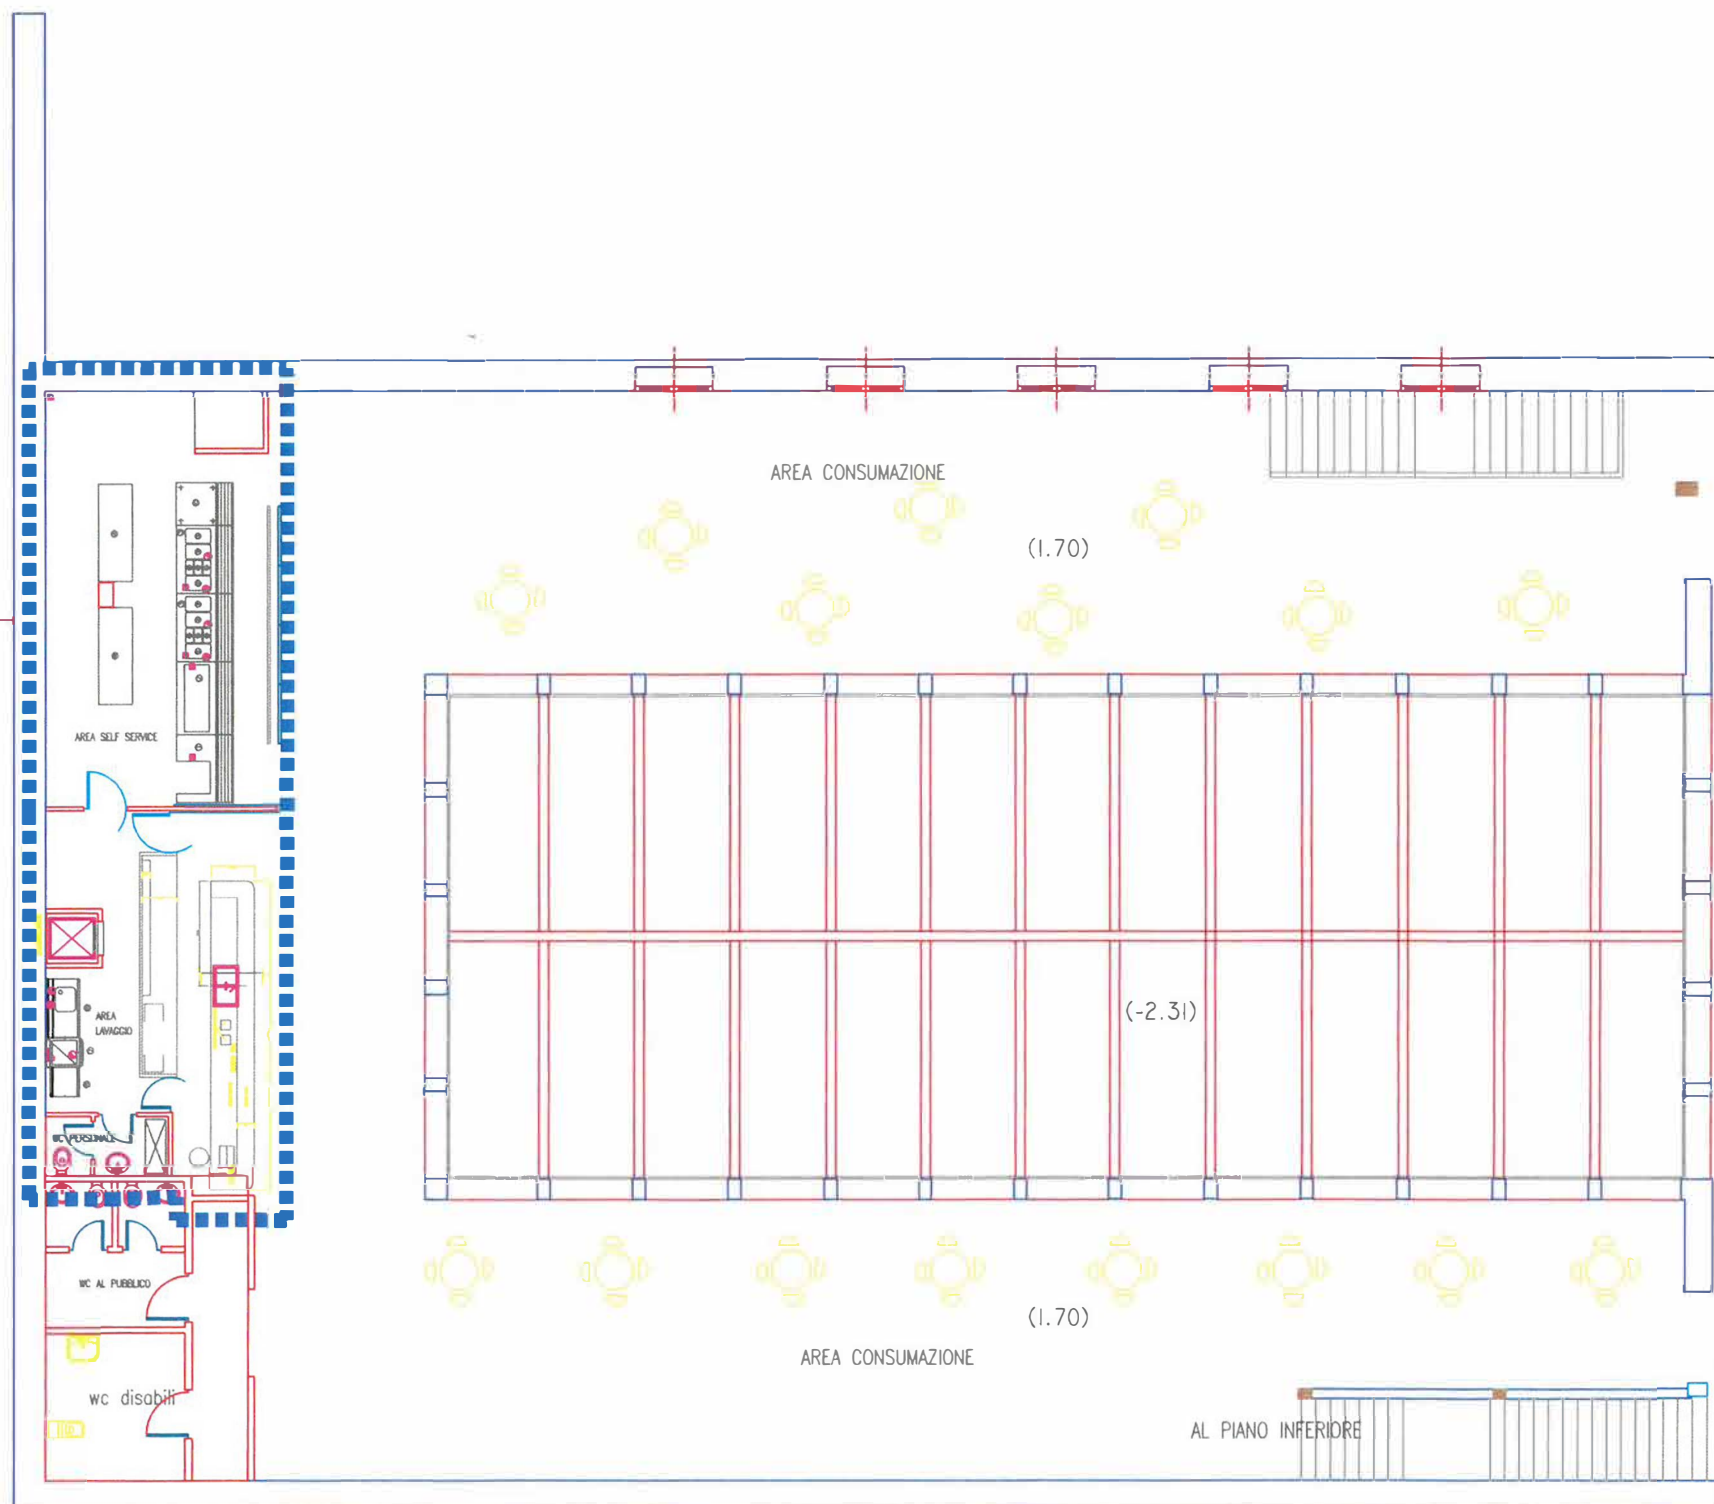 AREA CONSUMAZIONE
(1.70)
AREA SELF SERVICE
(-2.31)
AREA
LAVAGGIO
WC PERSONALE
WC AL PUBBLICO
(1.70)
AREA CONSUMAZIONE
wc disabili
AL PIANO INFERIORE